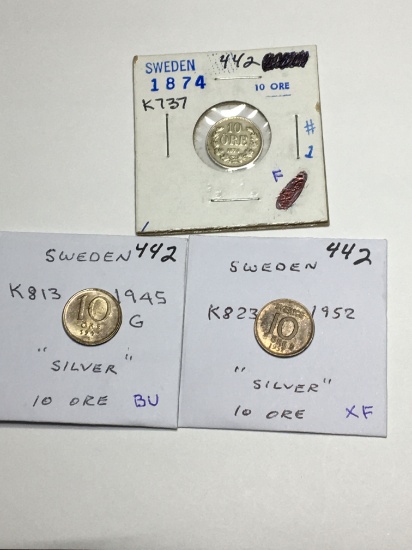 SWEDEN 442
1874 10 ORE
K737
10
ORE
#
1
F
SWEDEN 442
K813 1945
G
10
"SILVER"
10 ORE BU
442
SWEDEN
K823 1952
10
"SILVER"
10 ORE XF